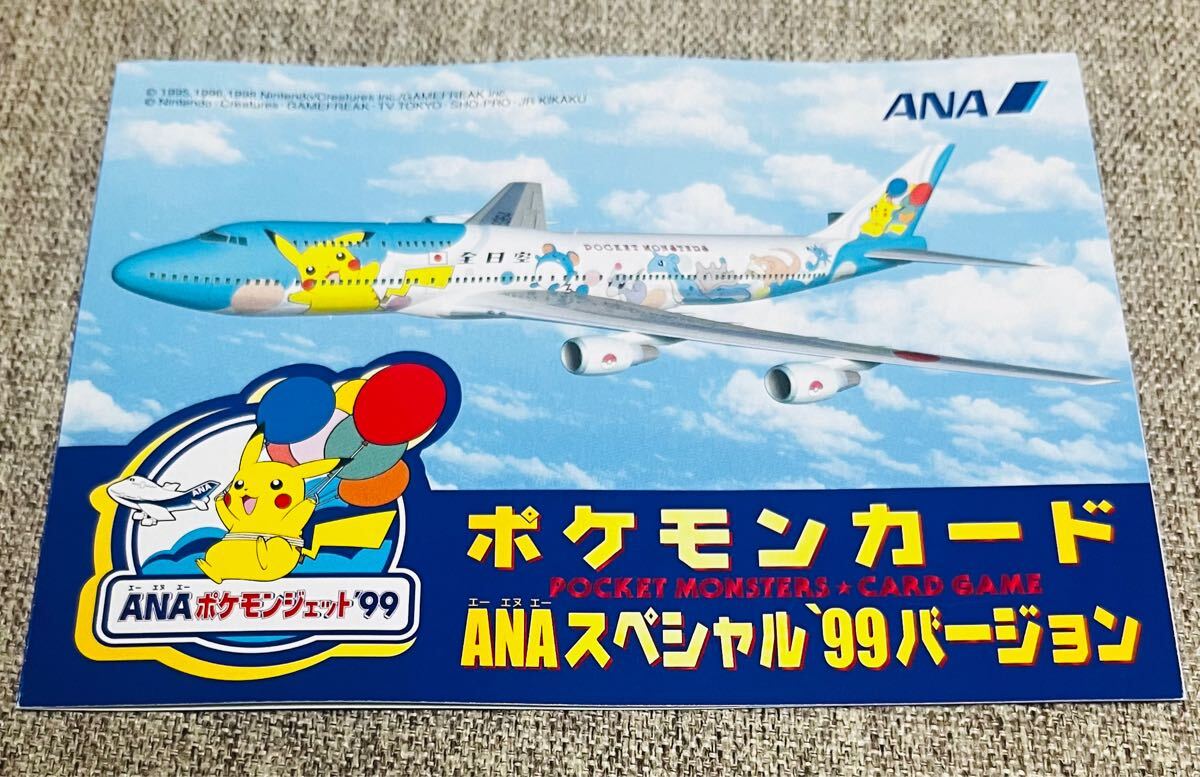 © 1995,1996,1998 Nintendo/Creatures Inc./GAMEFREAK Inc.
© Nintendo・Creatures・GAMEFREAK・TV TOKYO・SHO-PRO・JR KIKAKU
ANA
全日空
POCKET MONSTERS
ANA
エー エヌ エー
ANAポケモンジェット'99
ポケモンカード
POCKET MONSTERS★CARD GAME
エー エヌ エー
ANAスペシャル'99バージョン